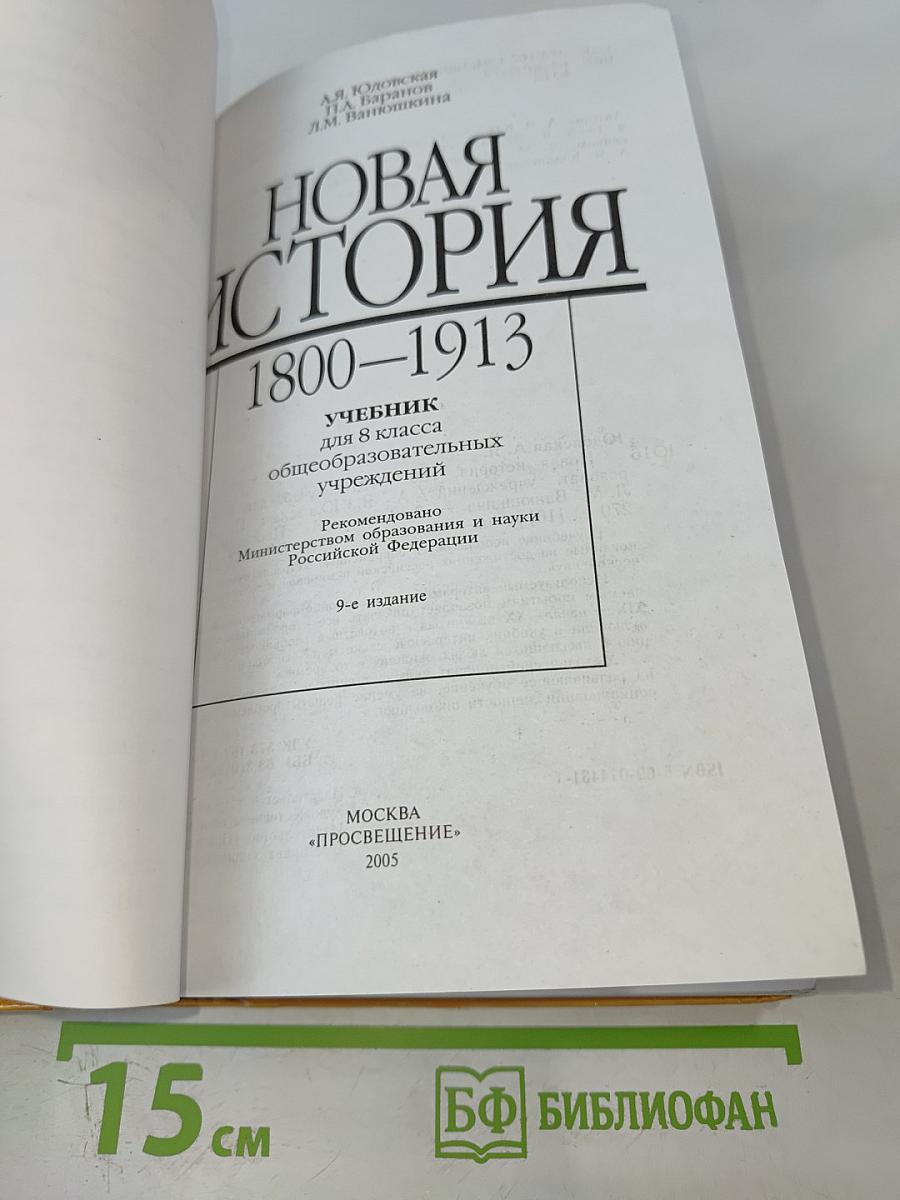 А.Я. Юдовская
П.А. Баранов
Л.М. Ванюшкина
НОВАЯ
ИСТОРИЯ
1800—1913
УЧЕБНИК
для 8 класса
общеобразовательных
учреждений
Рекомендовано
Министерством образования и науки
Российской Федерации
9-е издание
МОСКВА
«ПРОСВЕЩЕНИЕ»
2005
15 см
БФ БИБЛИОФАН